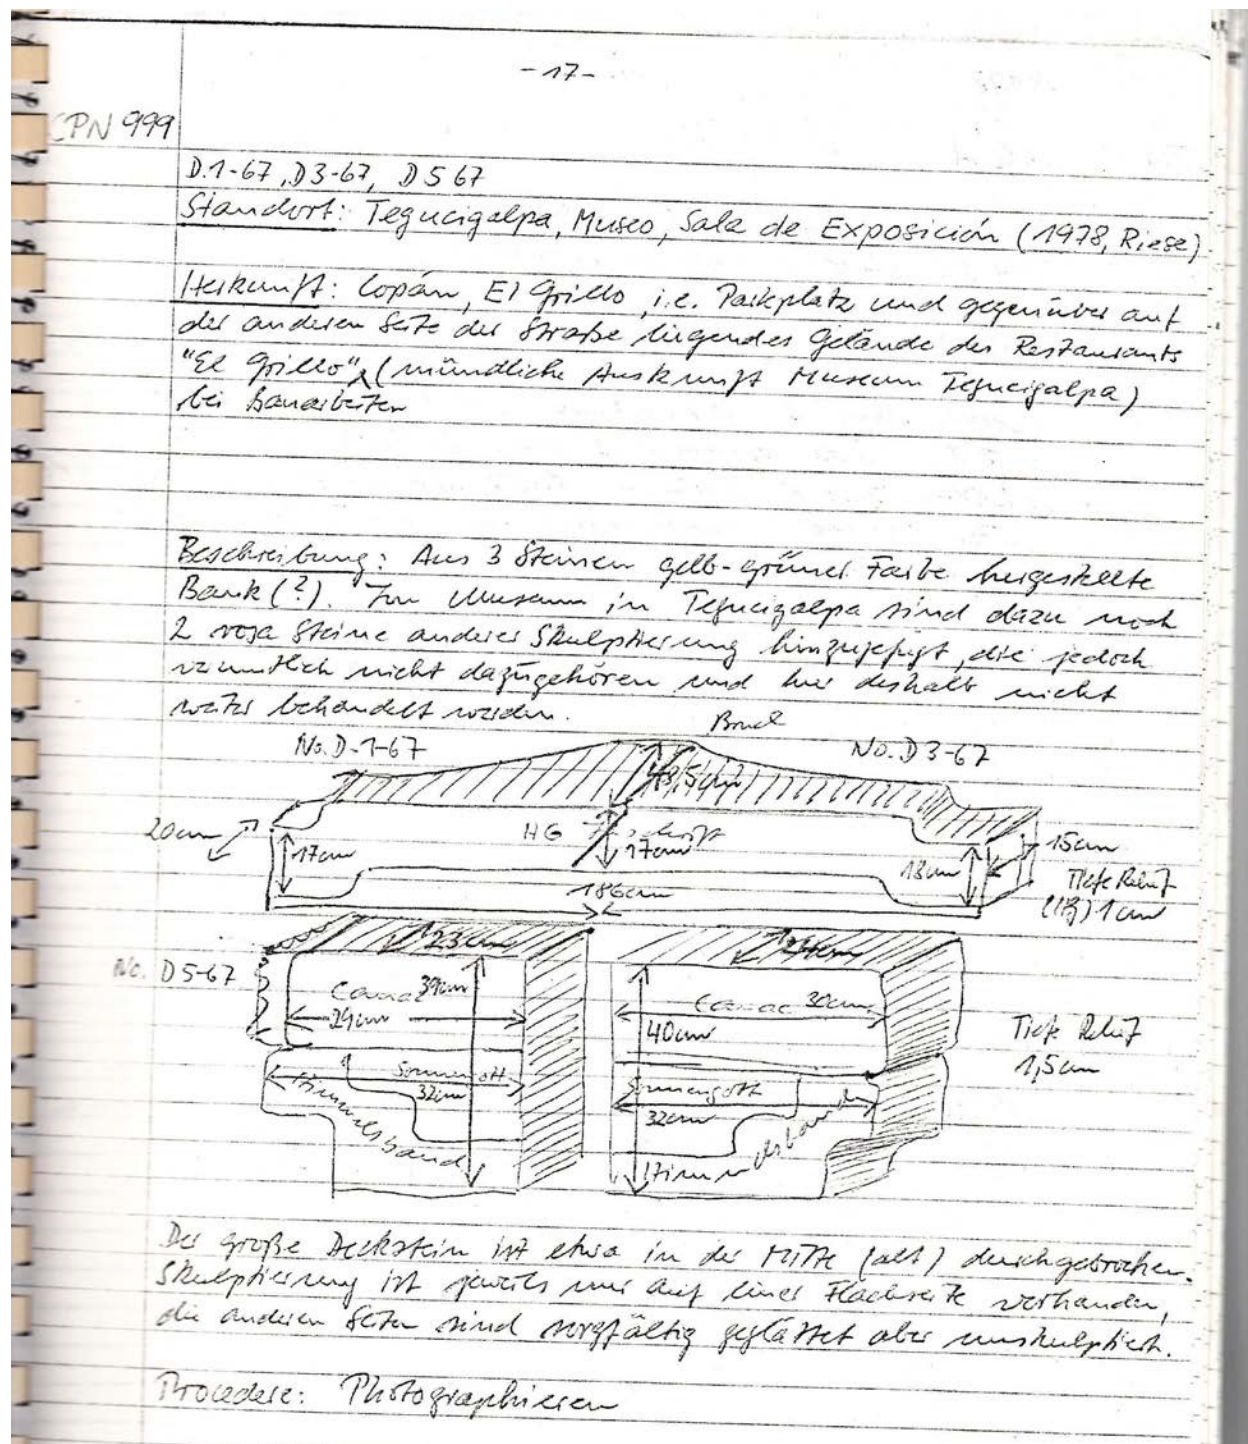 -17-
CPN 999
D.1-67, D3-67, D 5 67
Standort: Tegucigalpa, Museo, Sala de Exposición (1978, Riese)
Herkunft: Copán, El Grillo, i.e. Parkplatz und gegenüber auf
der anderen Seite der Straße liegendes Gelände des Restaurants
"El Grillo", (mündliche Auskunft Museum Tegucigalpa)
bei Bauarbeiten
Beschreibung: Aus 3 Steinen gelb-grüner Farbe hergestellte
Bank (?). Im Museum in Tegucigalpa sind dazu noch
2 rosa Steine anderer Skulptierung hinzugefügt, die jedoch
vermutlich nicht dazugehören und hier deshalb nicht
weiter behandelt werden.
Bruch
No. D-1-67
No. D 3-67
20cm
HG
17cm
17cm
18cm
15cm
186cm
Tiefe Relief
1cm
23cm
No. D 5-67
39cm
29cm
30cm
40cm
Tiefe Relief
1,5cm
Sonnengott
32cm
Himmelsband
Sonnengott
32cm
Himmelsband
Der große Deckstein ist etwa in der Mitte (alt) durchgebrochen.
Skulptierung ist jeweils nur auf einer Flachseite vorhanden,
die anderen Seiten sind sorgfältig geglättet aber unskulptiert.
Procedere: Photographieren